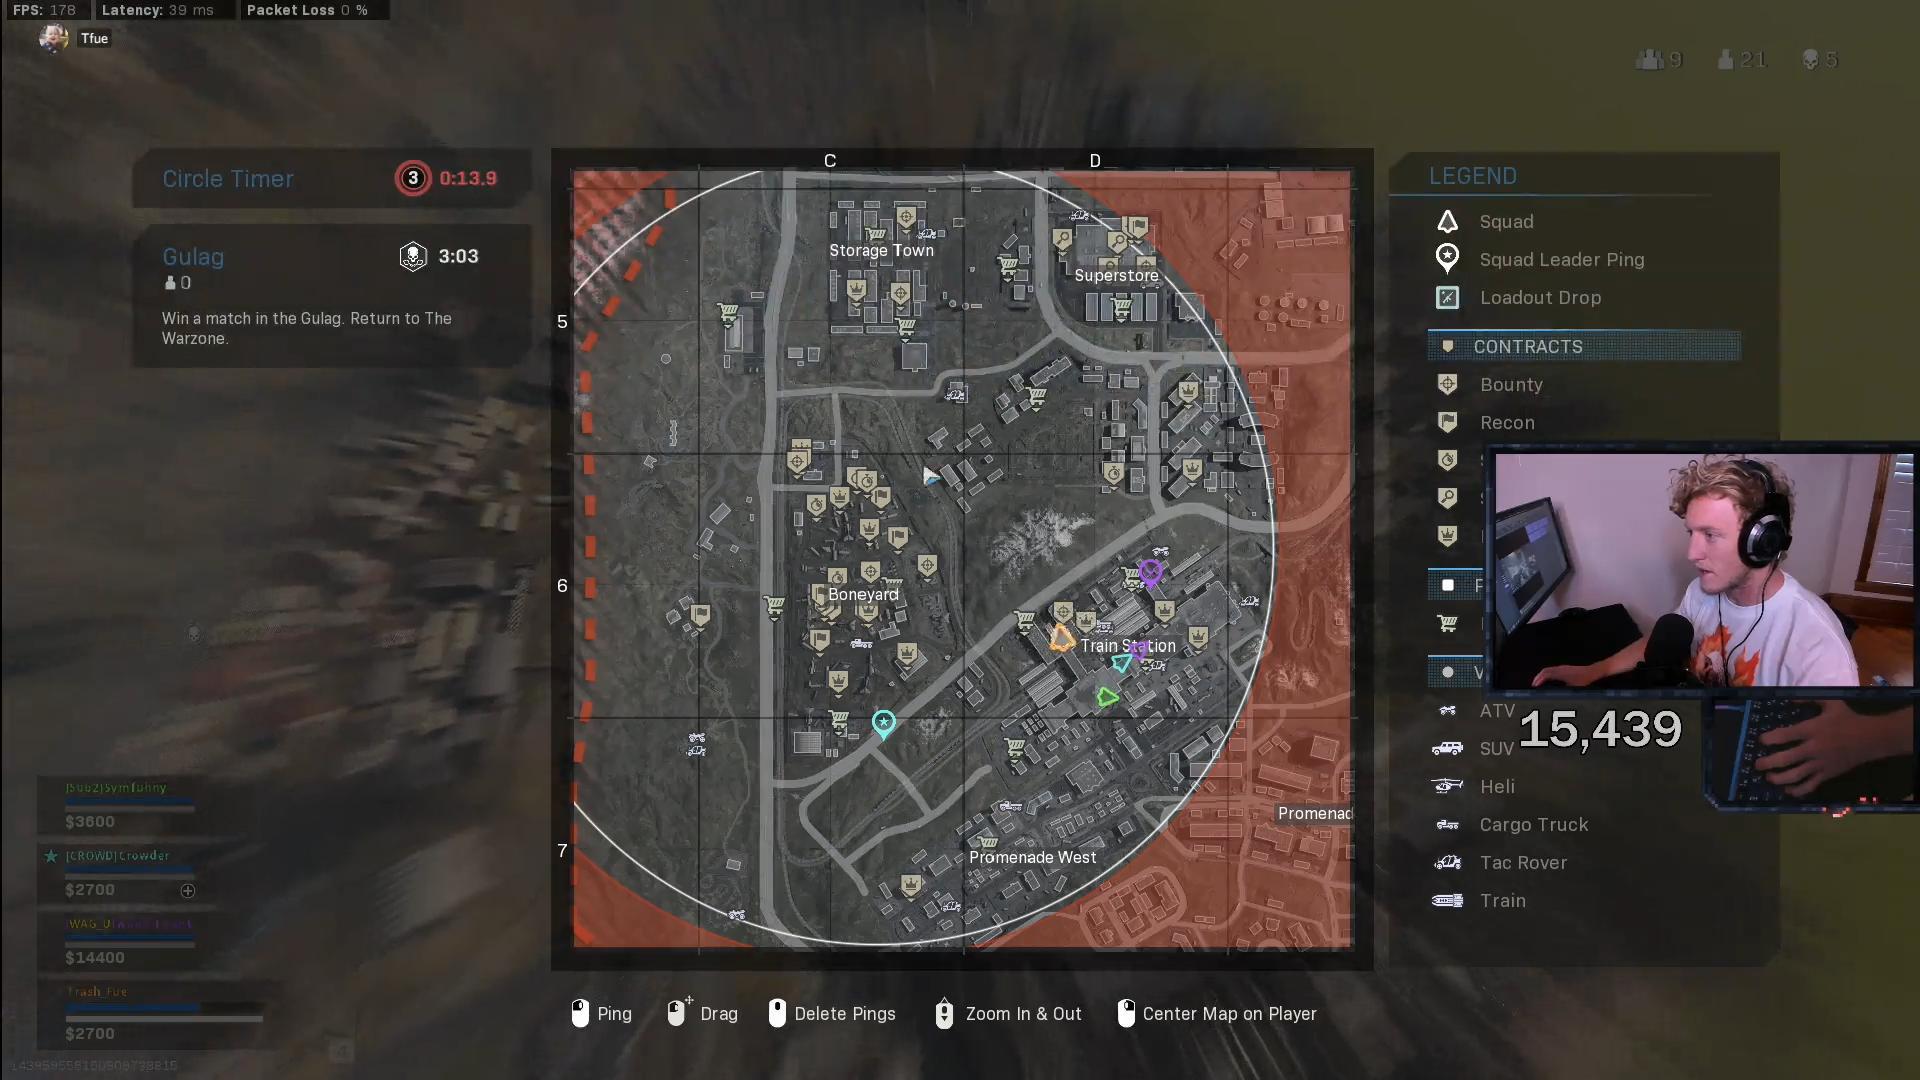 FPS: 178 Latency: 39 ms Packet Loss 0 %
Tfue
9 21 5
Circle Timer 3 0:13.9
Gulag 3:03
0
Win a match in the Gulag. Return to The
Warzone.
C D
5
6
7
Storage Town
Superstore
Boneyard
Train Station
Promenad
Promenade West
LEGEND
Squad
Squad Leader Ping
Loadout Drop
CONTRACTS
Bounty
Recon
ATV
SUV
Heli
Cargo Truck
Tac Rover
Train
15,439
[Sub2]Symfuhny
$3600
[CROWD]Crowder
$2700
$14400
Trash_Fue
$2700
Ping Drag Delete Pings Zoom In & Out Center Map on Player